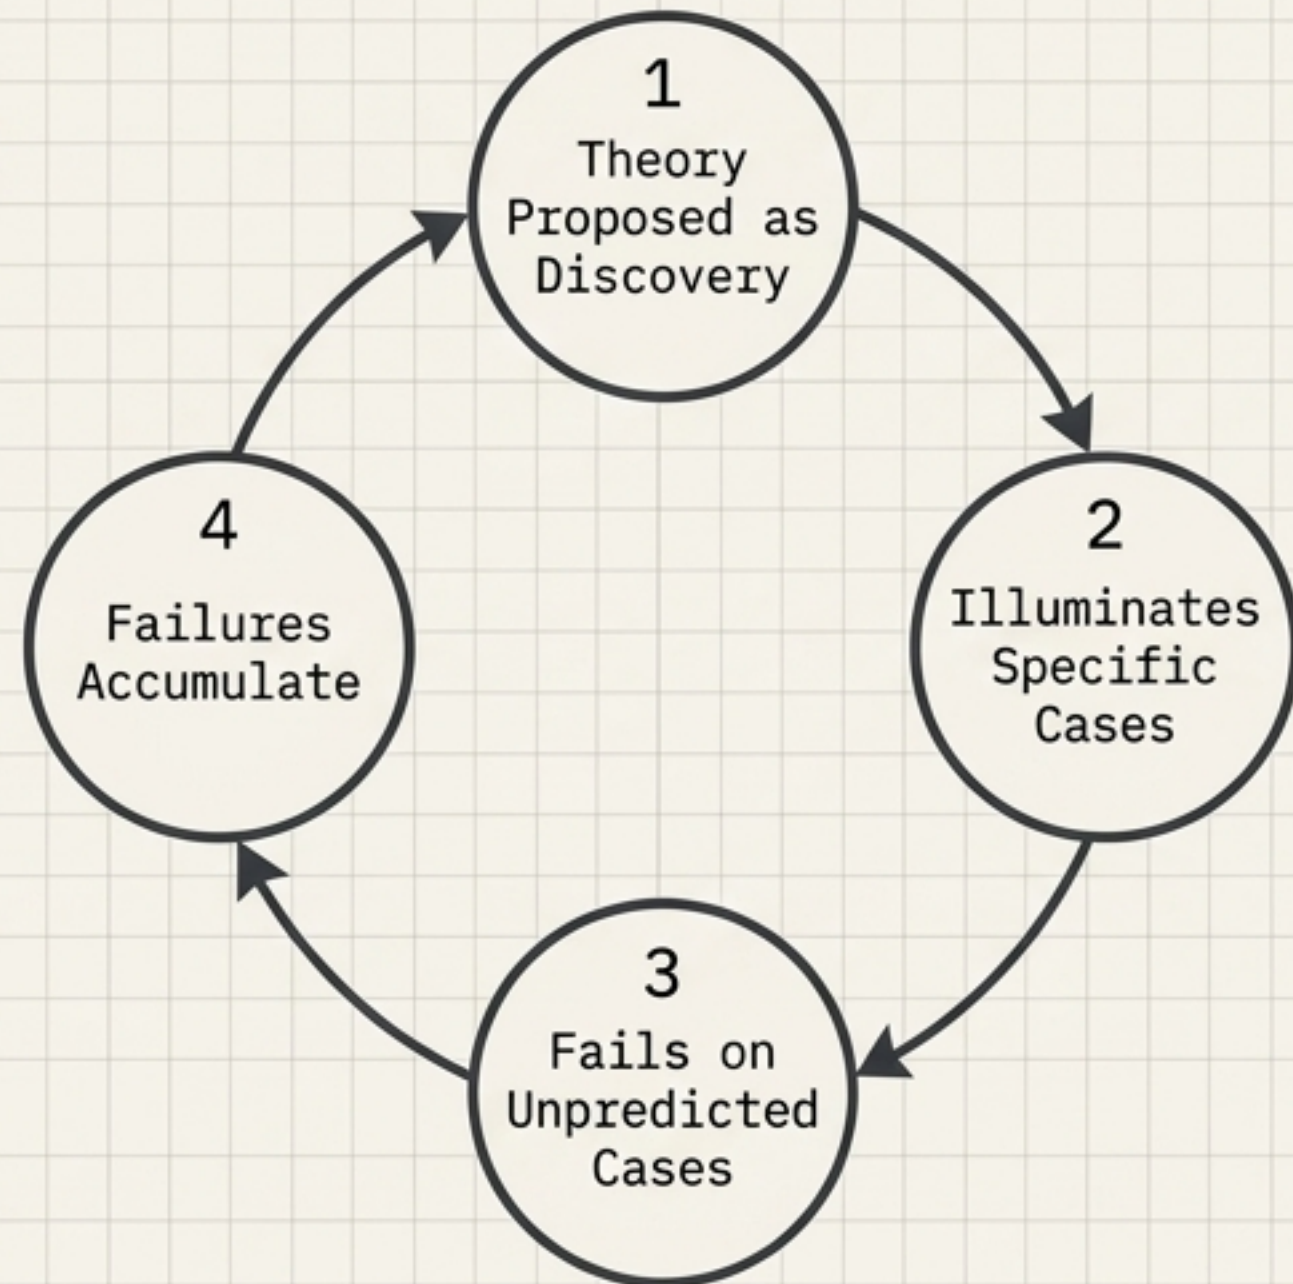 1
Theory
Proposed as
Discovery
2
Illuminates
Specific
Cases
3
Fails on
Unpredicted
Cases
4
Failures
Accumulate